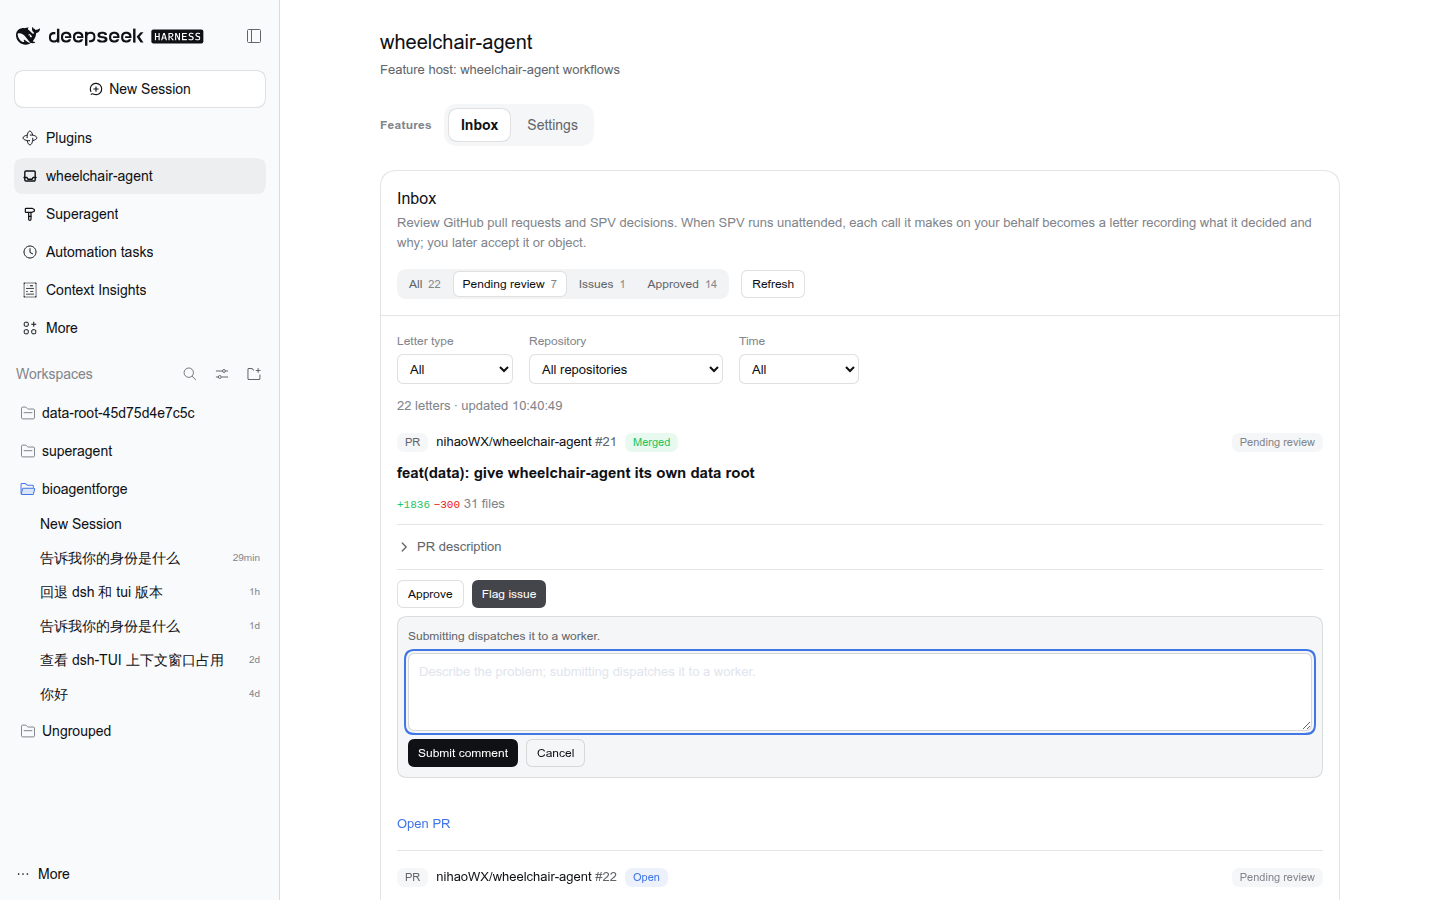 deepseek HARNESS
New Session
Plugins
wheelchair-agent
Superagent
Automation tasks
Context Insights
More
Workspaces
data-root-45d75d4e7c5c
superagent
bioagentforge
New Session
告诉我你的身份是什么 29min
回退 dsh 和 tui 版本 1h
告诉我你的身份是什么 1d
查看 dsh-TUI 上下文窗口占用 2d
你好 4d
Ungrouped
··· More
wheelchair-agent
Feature host: wheelchair-agent workflows
Features Inbox Settings
Inbox
Review GitHub pull requests and SPV decisions. When SPV runs unattended, each call it makes on your behalf becomes a letter recording what it decided and
why; you later accept it or object.
All 22 Pending review 7 Issues 1 Approved 14 Refresh
Letter type Repository Time
All All repositories All
22 letters · updated 10:40:49
PR nihaoWX/wheelchair-agent #21 Merged Pending review
feat(data): give wheelchair-agent its own data root
+1836 −300 31 files
PR description
Approve Flag issue
Submitting dispatches it to a worker.
Describe the problem; submitting dispatches it to a worker.
Submit comment Cancel
Open PR
PR nihaoWX/wheelchair-agent #22 Open Pending review